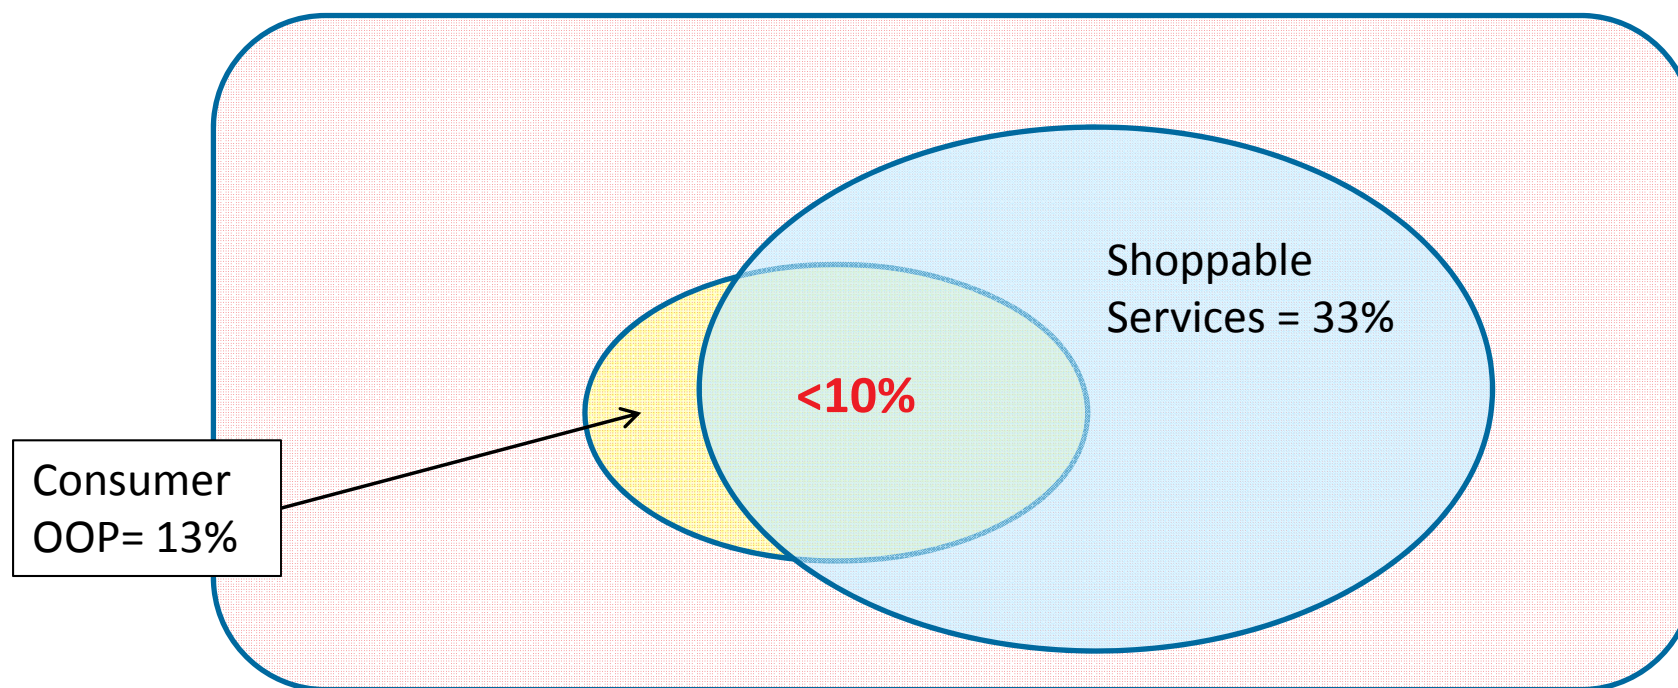 Shoppable
Services = 33%
<10%
Consumer
OOP= 13%